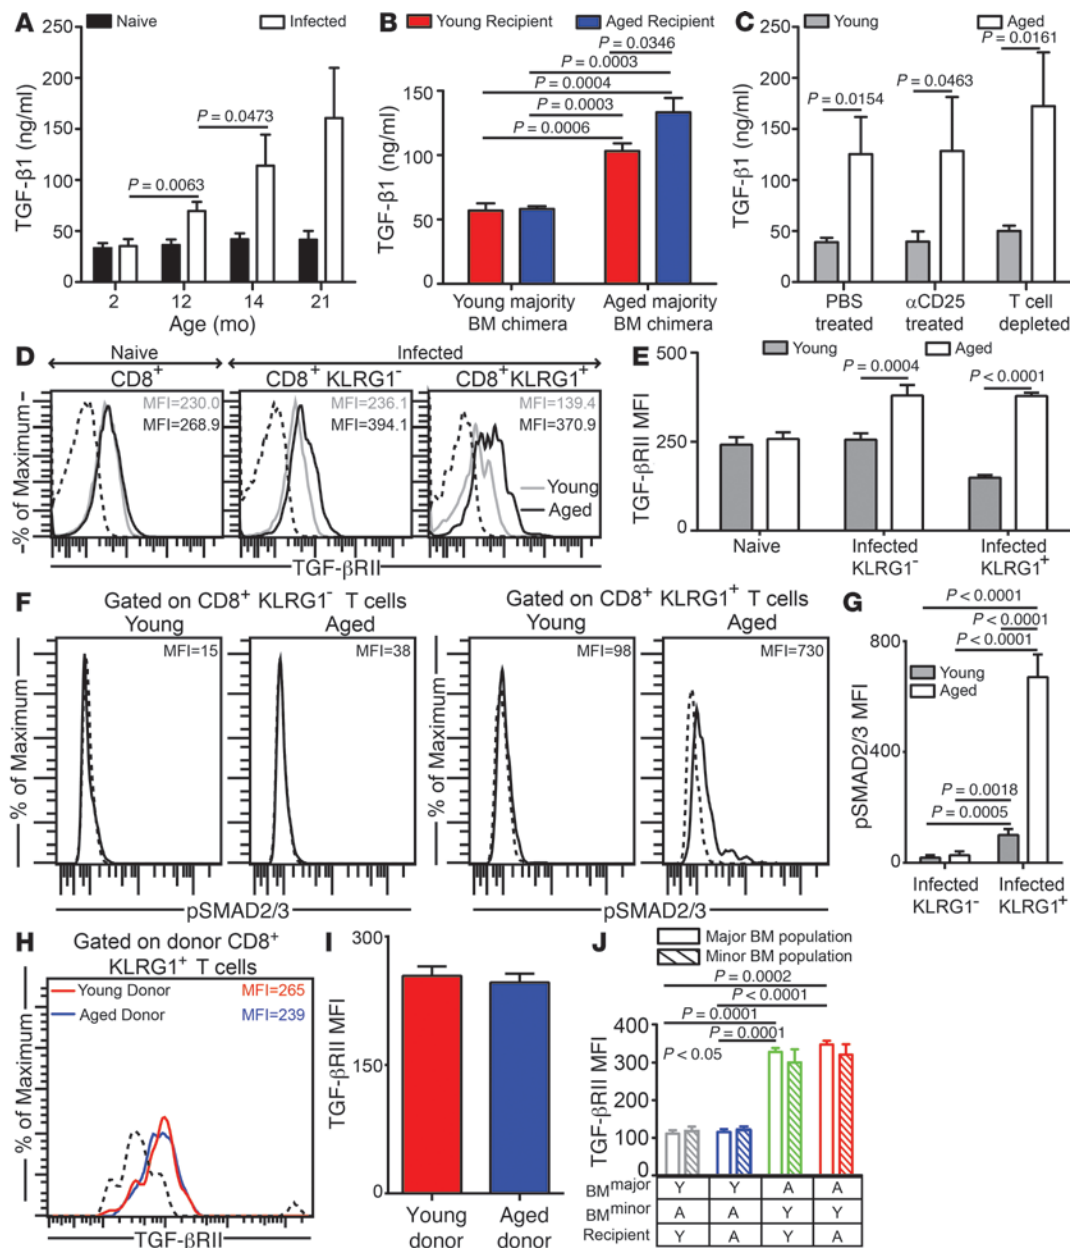 A
Naive
Infected
TGF-β1 (ng/ml)
250
200
150
100
50
0
P = 0.0063
P = 0.0473
2
12
14
21
Age (mo)
B
Young Recipient
Aged Recipient
TGF-β1 (ng/ml)
150
100
50
0
P = 0.0346
P = 0.0003
P = 0.0004
P = 0.0003
P = 0.0006
Young majority
BM chimera
Aged majority
BM chimera
C
Young
Aged
TGF-β1 (ng/ml)
250
200
150
100
50
0
P = 0.0154
P = 0.0463
P = 0.0161
PBS
treated
αCD25
treated
T cell
depleted
D
Naive
Infected
CD8+
CD8+ KLRG1-
CD8+ KLRG1+
MFI=230.0
MFI=268.9
MFI=236.1
MFI=394.1
MFI=139.4
MFI=370.9
Young
Aged
% of Maximum
TGF-βRII
E
Young
Aged
TGF-βRII MFI
500
250
0
P = 0.0004
P < 0.0001
Naive
Infected
KLRG1-
Infected
KLRG1+
F
Gated on CD8+ KLRG1- T cells
Young
Aged
MFI=15
MFI=38
% of Maximum
pSMAD2/3
Gated on CD8+ KLRG1+ T cells
Young
Aged
MFI=98
MFI=730
% of Maximum
pSMAD2/3
G
P < 0.0001
P < 0.0001
P < 0.0001
Young
Aged
pSMAD2/3 MFI
800
400
0
P = 0.0018
P = 0.0005
Infected
KLRG1-
Infected
KLRG1+
H
Gated on donor CD8+
KLRG1+ T cells
Young Donor
MFI=265
Aged Donor
MFI=239
% of Maximum
TGF-βRII
I
TGF-βRII MFI
300
150
0
Young
donor
Aged
donor
J
Major BM population
Minor BM population
P = 0.0002
P < 0.0001
P = 0.0001
P = 0.0001
P < 0.05
TGF-βRII MFI
400
300
200
100
0
BM major
Y
Y
A
A
BM minor
A
A
Y
Y
Recipient
Y
A
Y
A